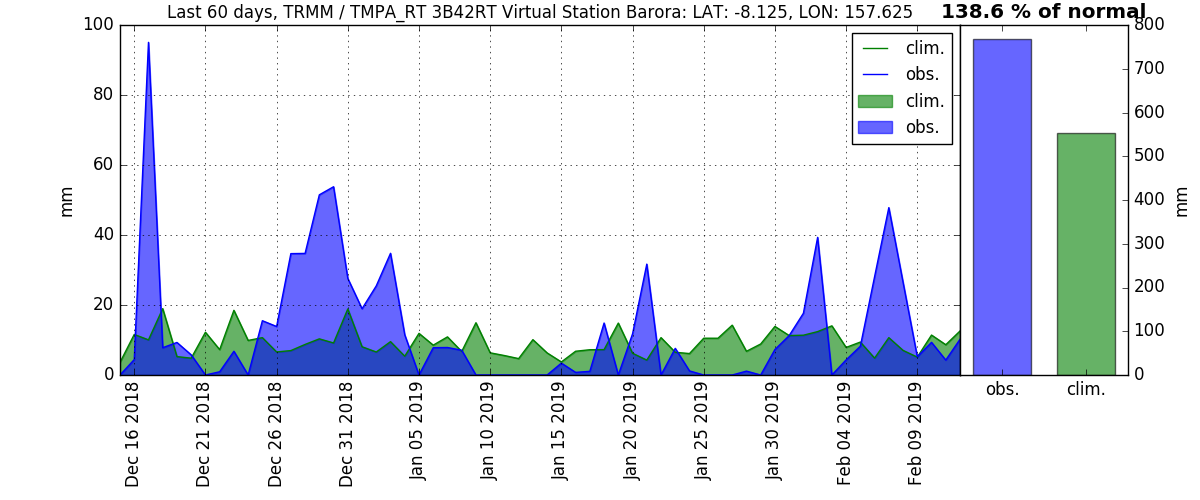 Last 60 days, TRMM / TMPA_RT 3B42RT Virtual Station Barora: LAT: -8.125, LON: 157.625
138.6 % of normal
mm
100
80
60
40
20
0
clim.
obs.
clim.
obs.
Dec 16 2018
Dec 21 2018
Dec 26 2018
Dec 31 2018
Jan 05 2019
Jan 10 2019
Jan 15 2019
Jan 20 2019
Jan 25 2019
Jan 30 2019
Feb 04 2019
Feb 09 2019
800
700
600
500
400
300
200
100
0
mm
obs.
clim.